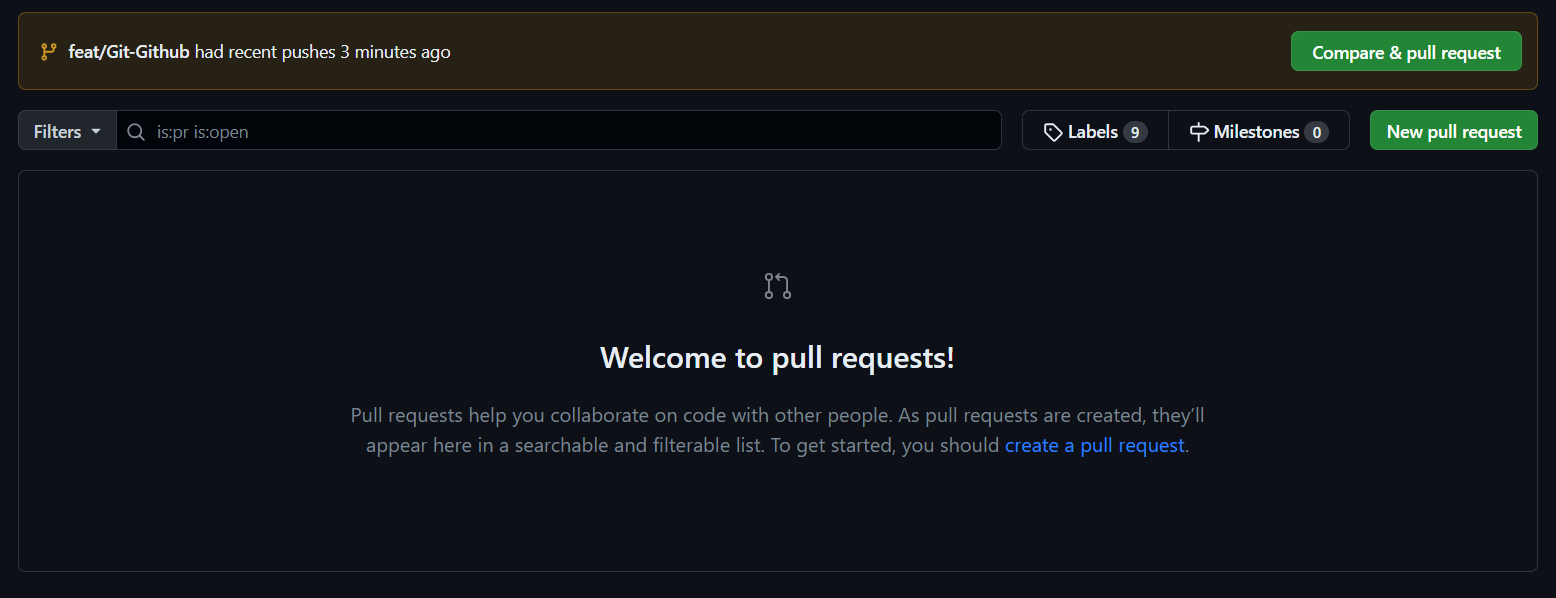 feat/Git-Github had recent pushes 3 minutes ago
Compare & pull request
Filters
is:pr is:open
Labels 9
Milestones 0
New pull request
Welcome to pull requests!
Pull requests help you collaborate on code with other people. As pull requests are created, they’ll
appear here in a searchable and filterable list. To get started, you should create a pull request.